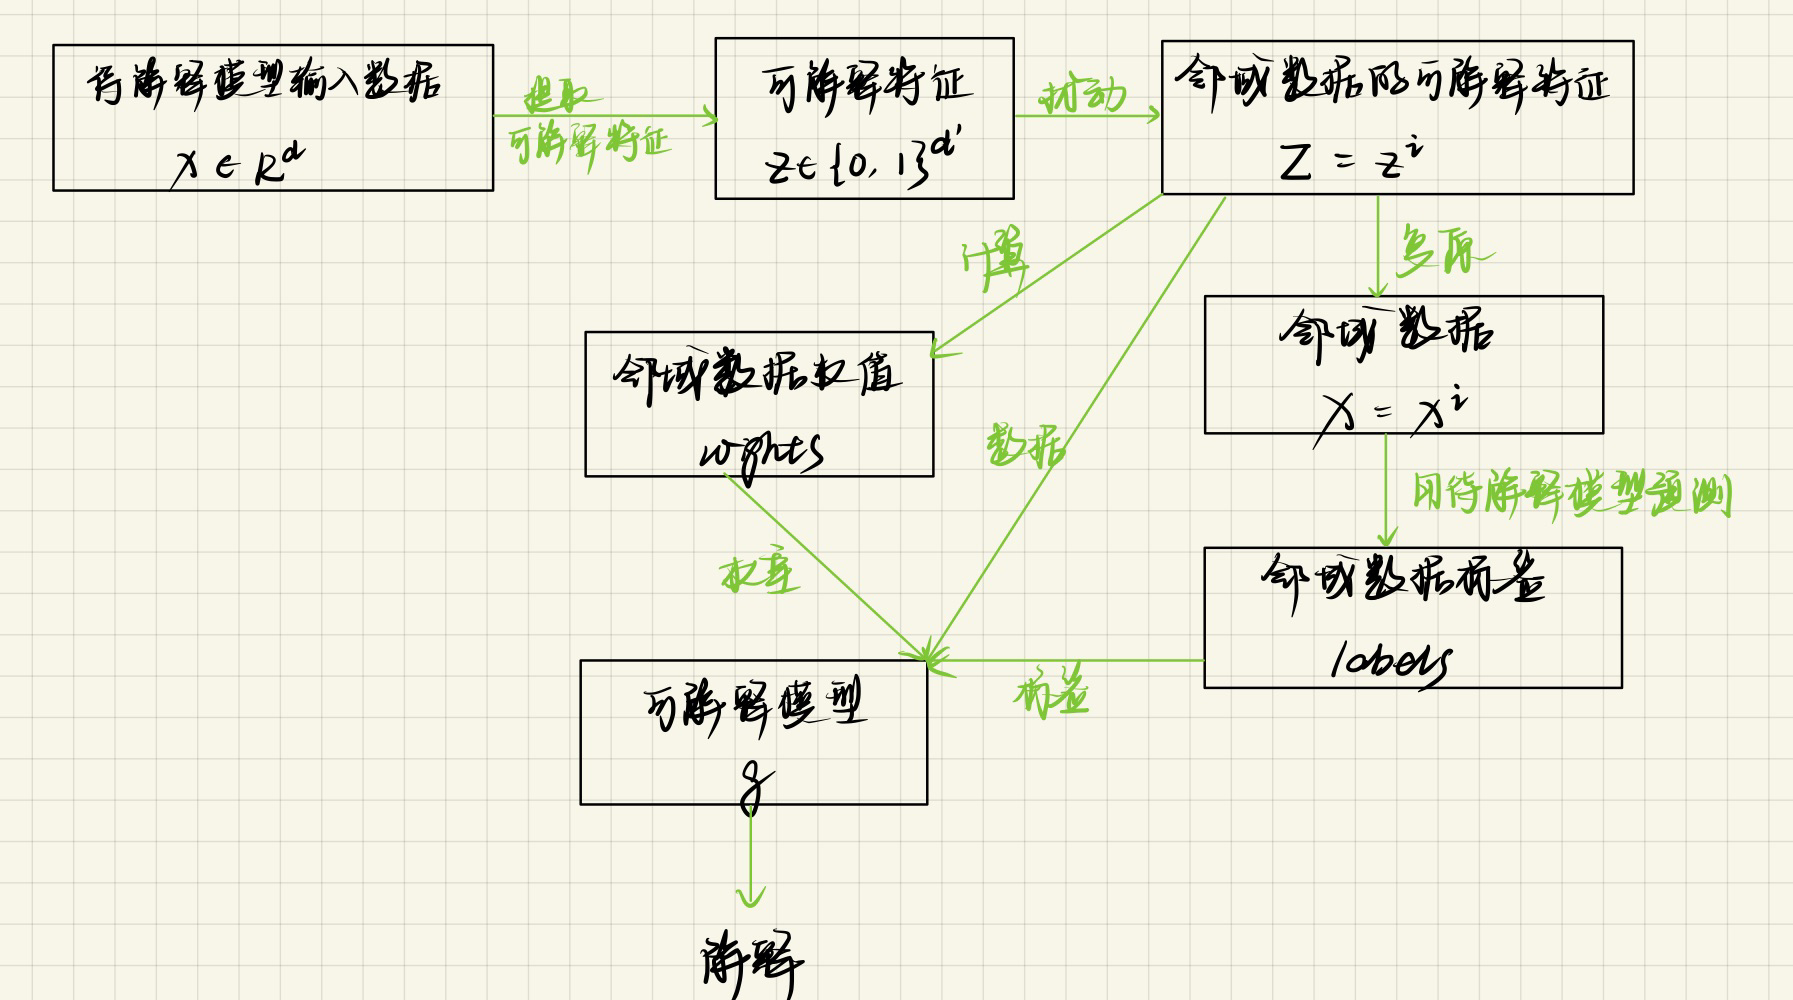 待解释模型输入数据
x ∈ R^d
提取
可解释特征
可解释特征
z ∈ {0, 1}^d'
扰动
邻域数据的可解释特征
Z = z^i
计算
复原
邻域数据
X = x^i
邻域数据权值
wghts
数据
用待解释模型预测
权重
邻域数据标签
labels
标签
可解释模型
g
解释